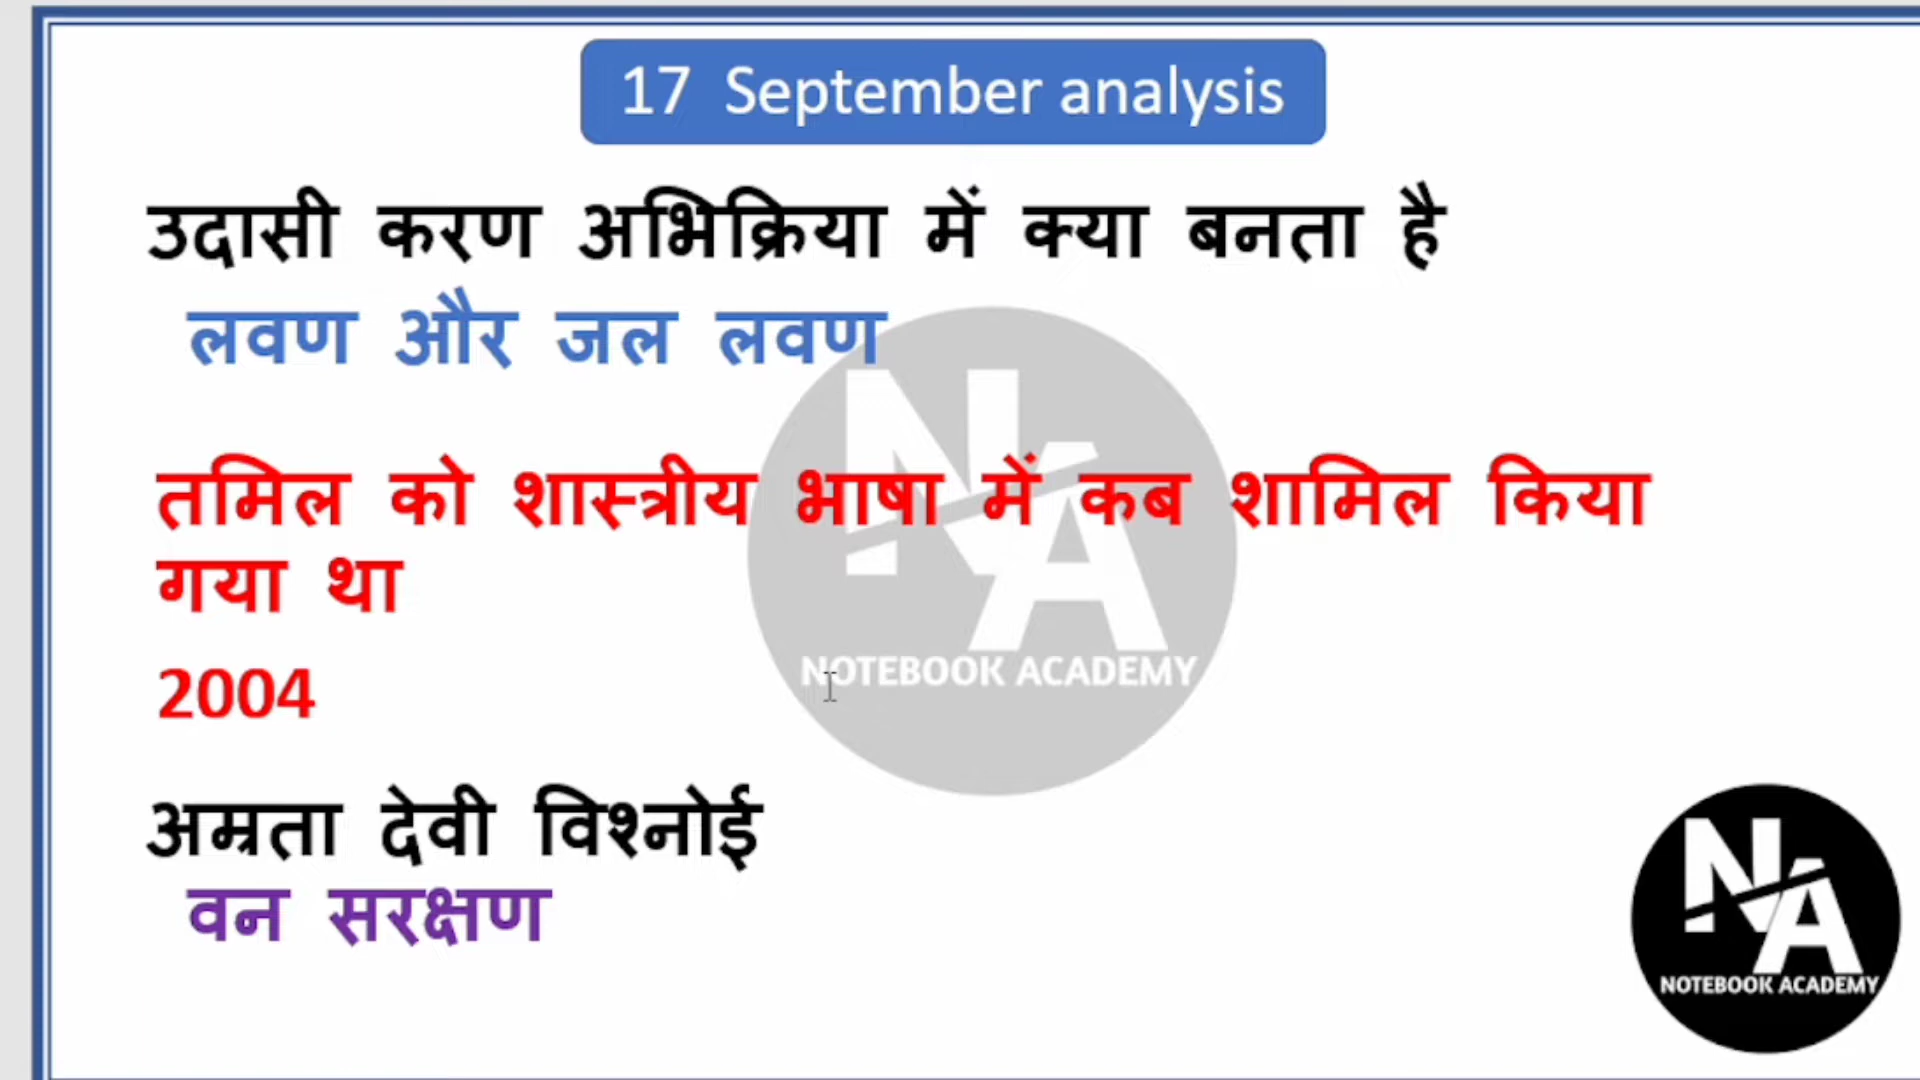 17 September analysis
उदासी करण अभिक्रिया में क्या बनता है
लवण और जल लवण
तमिल को शास्त्रीय भाषा में कब शामिल किया
गया था
2004
NOTEBOOK ACADEMY
अम्रता देवी विश्नोई
वन सरक्षण
NA
NOTEBOOK ACADEMY